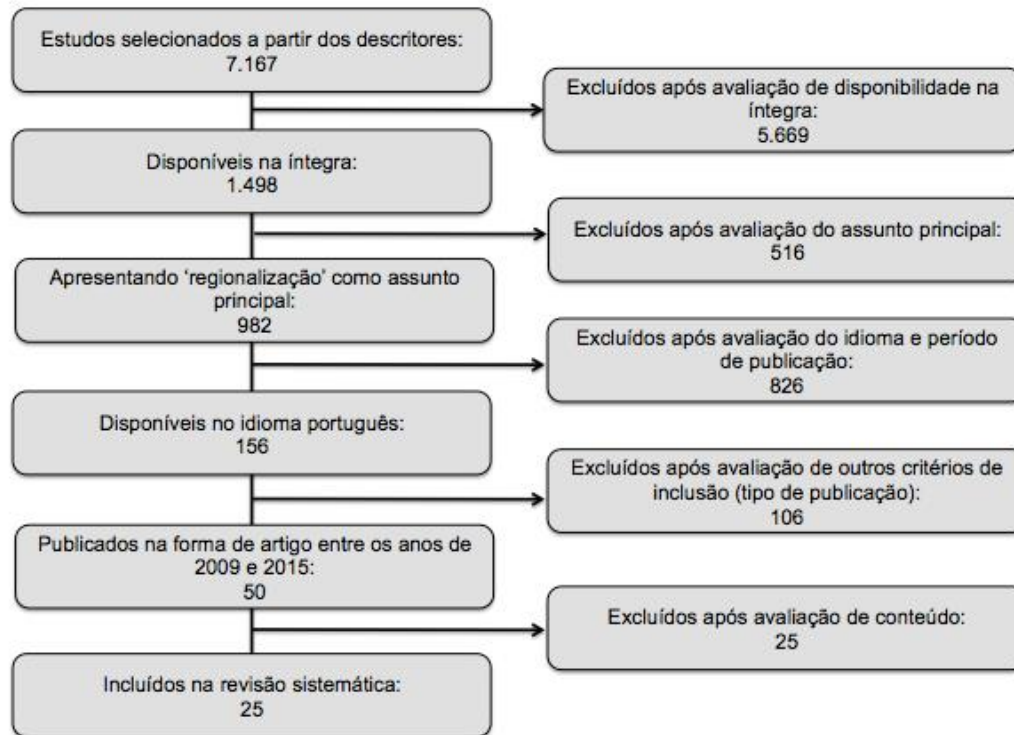 Estudos selecionados a partir dos descritores:
7.167
Excluídos após avaliação de disponibilidade na
íntegra:
5.669
Disponíveis na íntegra:
1.498
Excluídos após avaliação do assunto principal:
516
Apresentando ‘regionalização’ como assunto
principal:
982
Excluídos após avaliação do idioma e período
de publicação:
826
Disponíveis no idioma português:
156
Excluídos após avaliação de outros critérios de
inclusão (tipo de publicação):
106
Publicados na forma de artigo entre os anos de
2009 e 2015:
50
Excluídos após avaliação de conteúdo:
25
Incluídos na revisão sistemática:
25